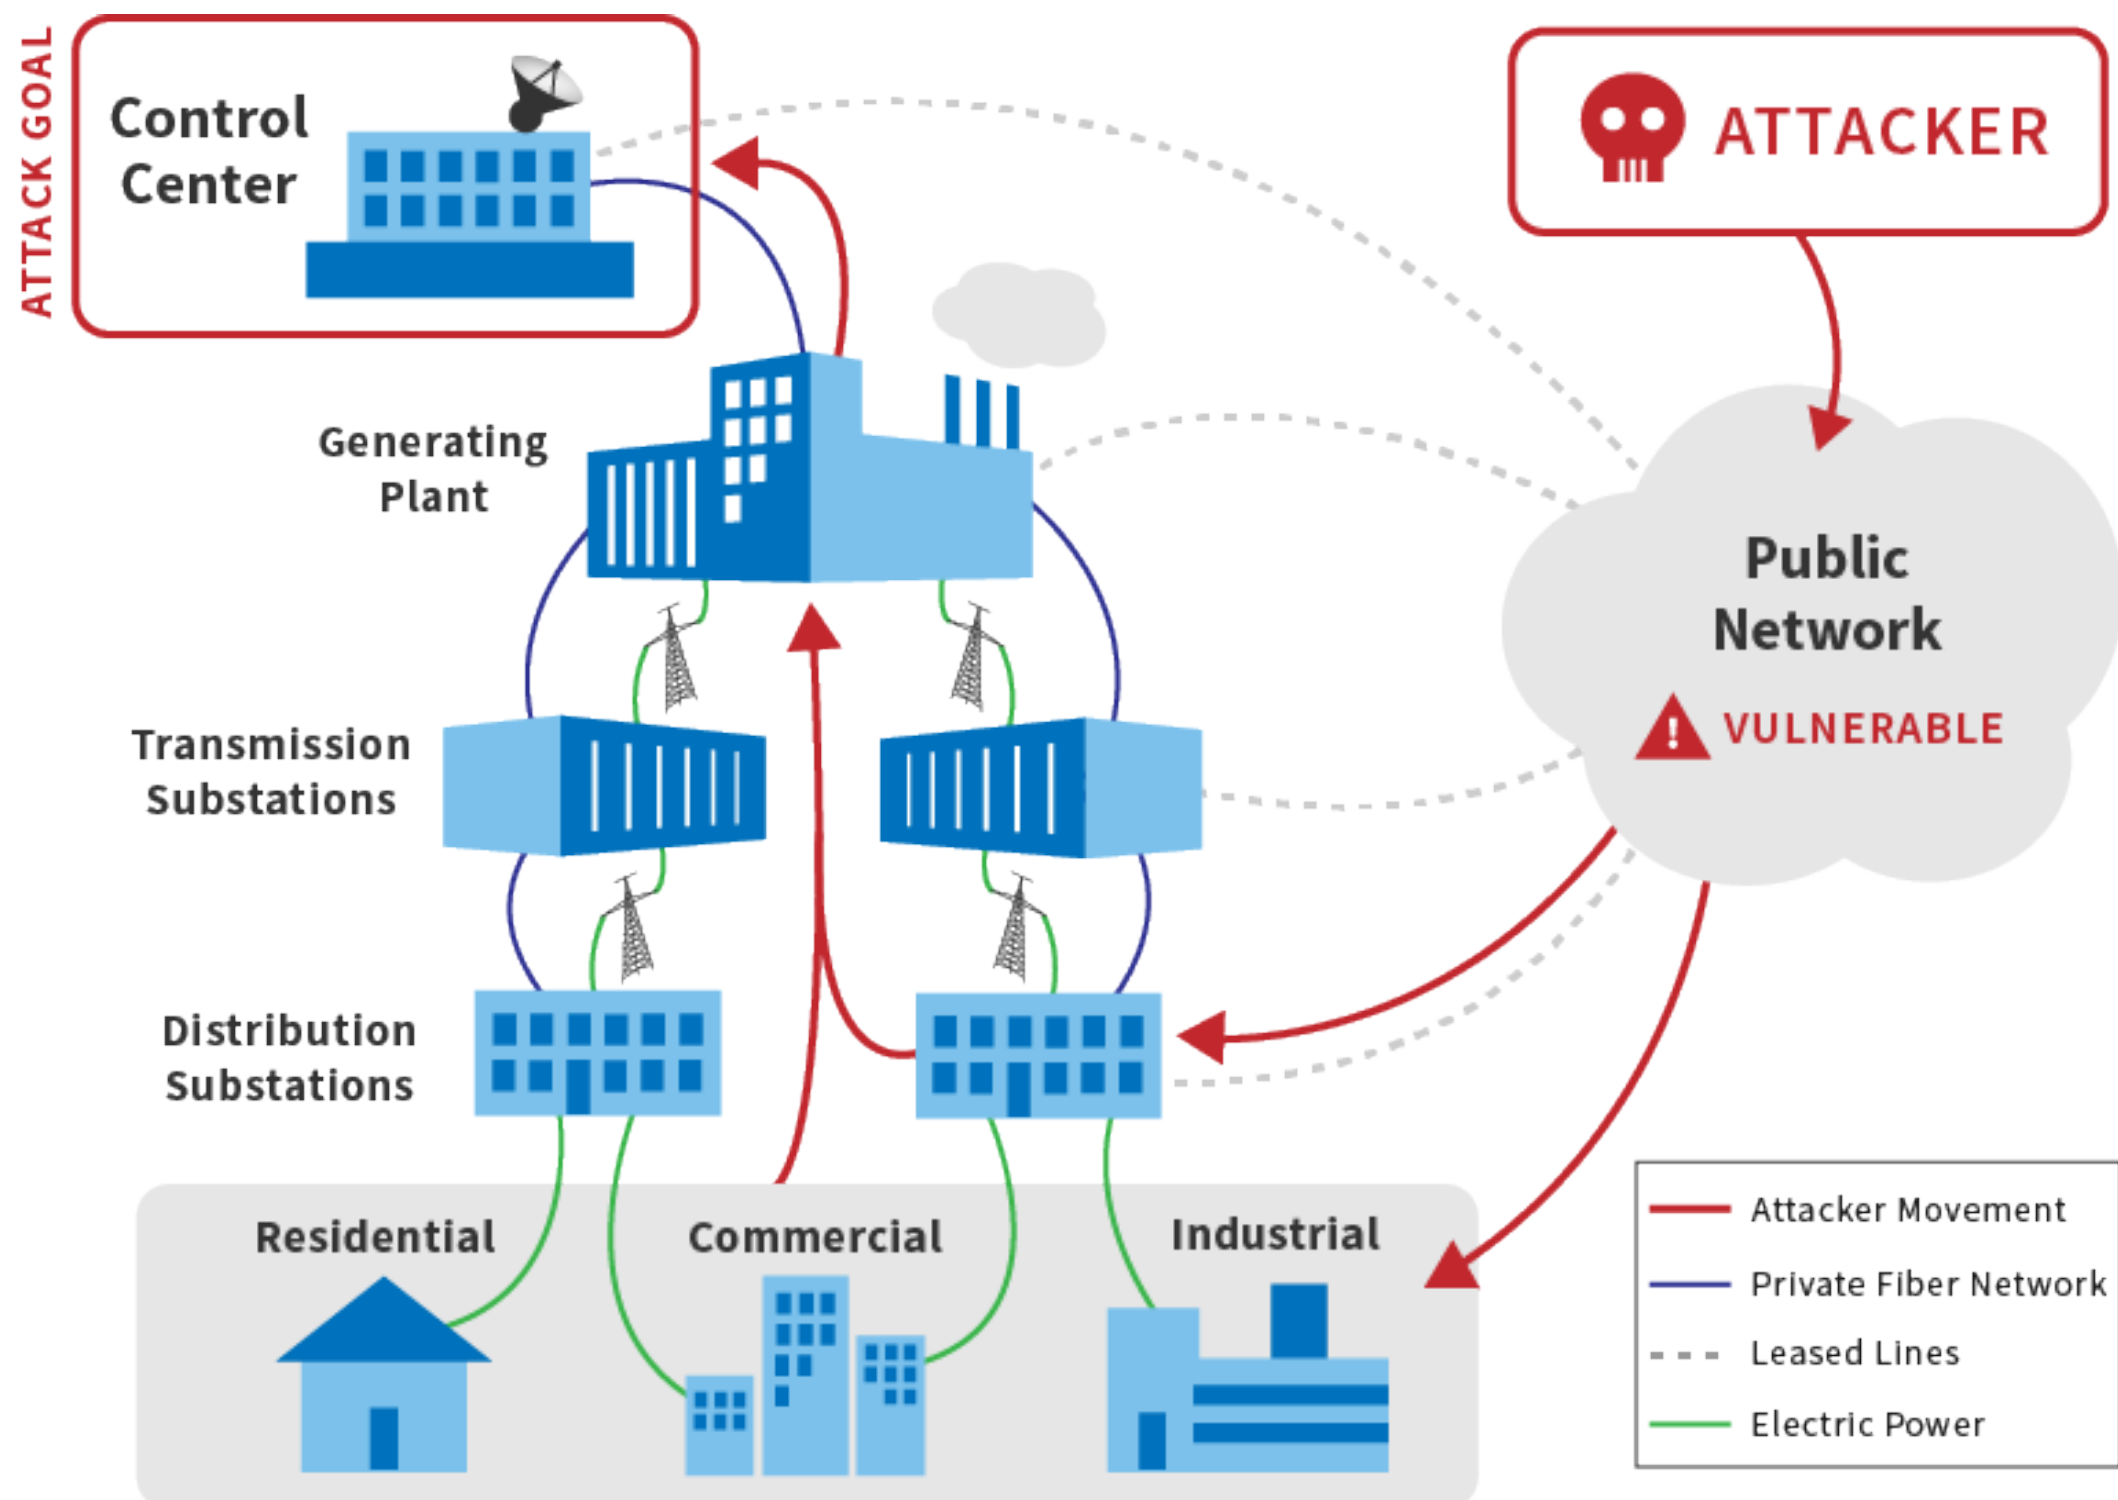 ATTACK GOAL
Control
Center
ATTACKER
Generating
Plant
Public
Network
! VULNERABLE
Transmission
Substations
Distribution
Substations
Residential
Commercial
Industrial
Attacker Movement
Private Fiber Network
Leased Lines
Electric Power